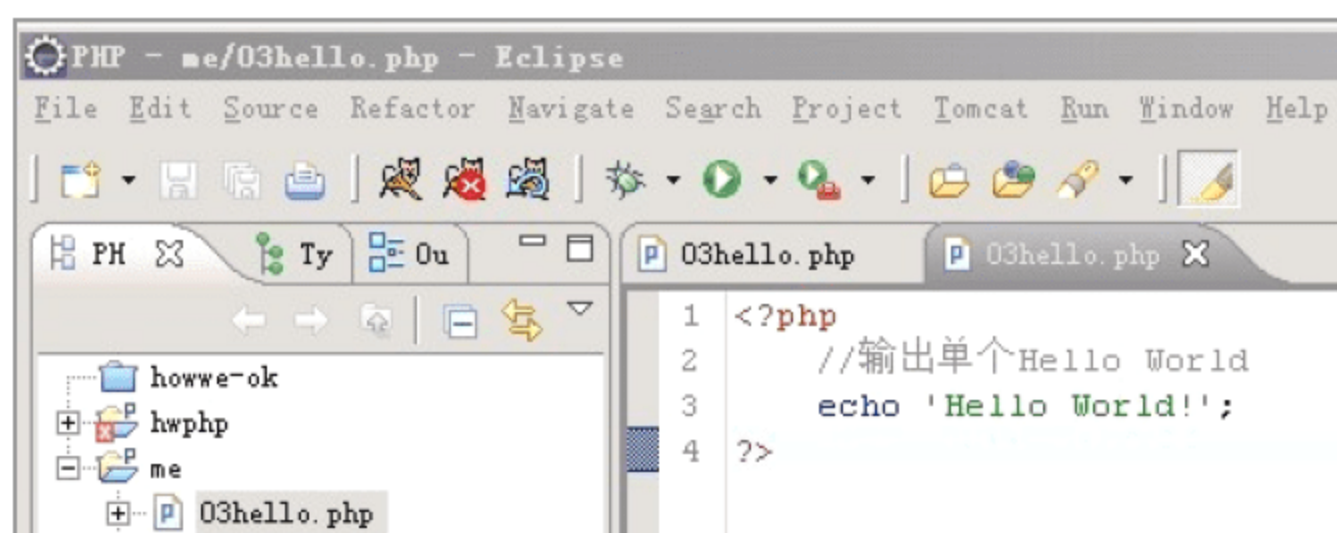 PHP - me/03hello.php - Eclipse
File Edit Source Refactor Navigate Search Project Tomcat Run Window Help
PH Ty Ou
03hello.php 03hello.php
1 <?php
2 //输出单个Hello World
3 echo 'Hello World!';
4 ?>
howwe-ok
hwphp
me
03hello.php